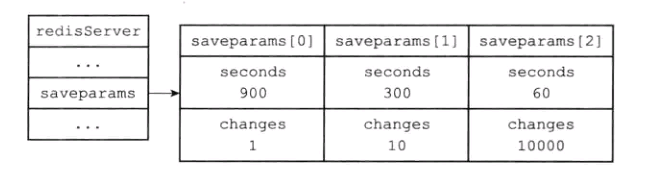 redisServer
...
saveparams
...
saveparams[0] saveparams[1] saveparams[2]
seconds seconds seconds
900 300 60
changes changes changes
1 10 10000